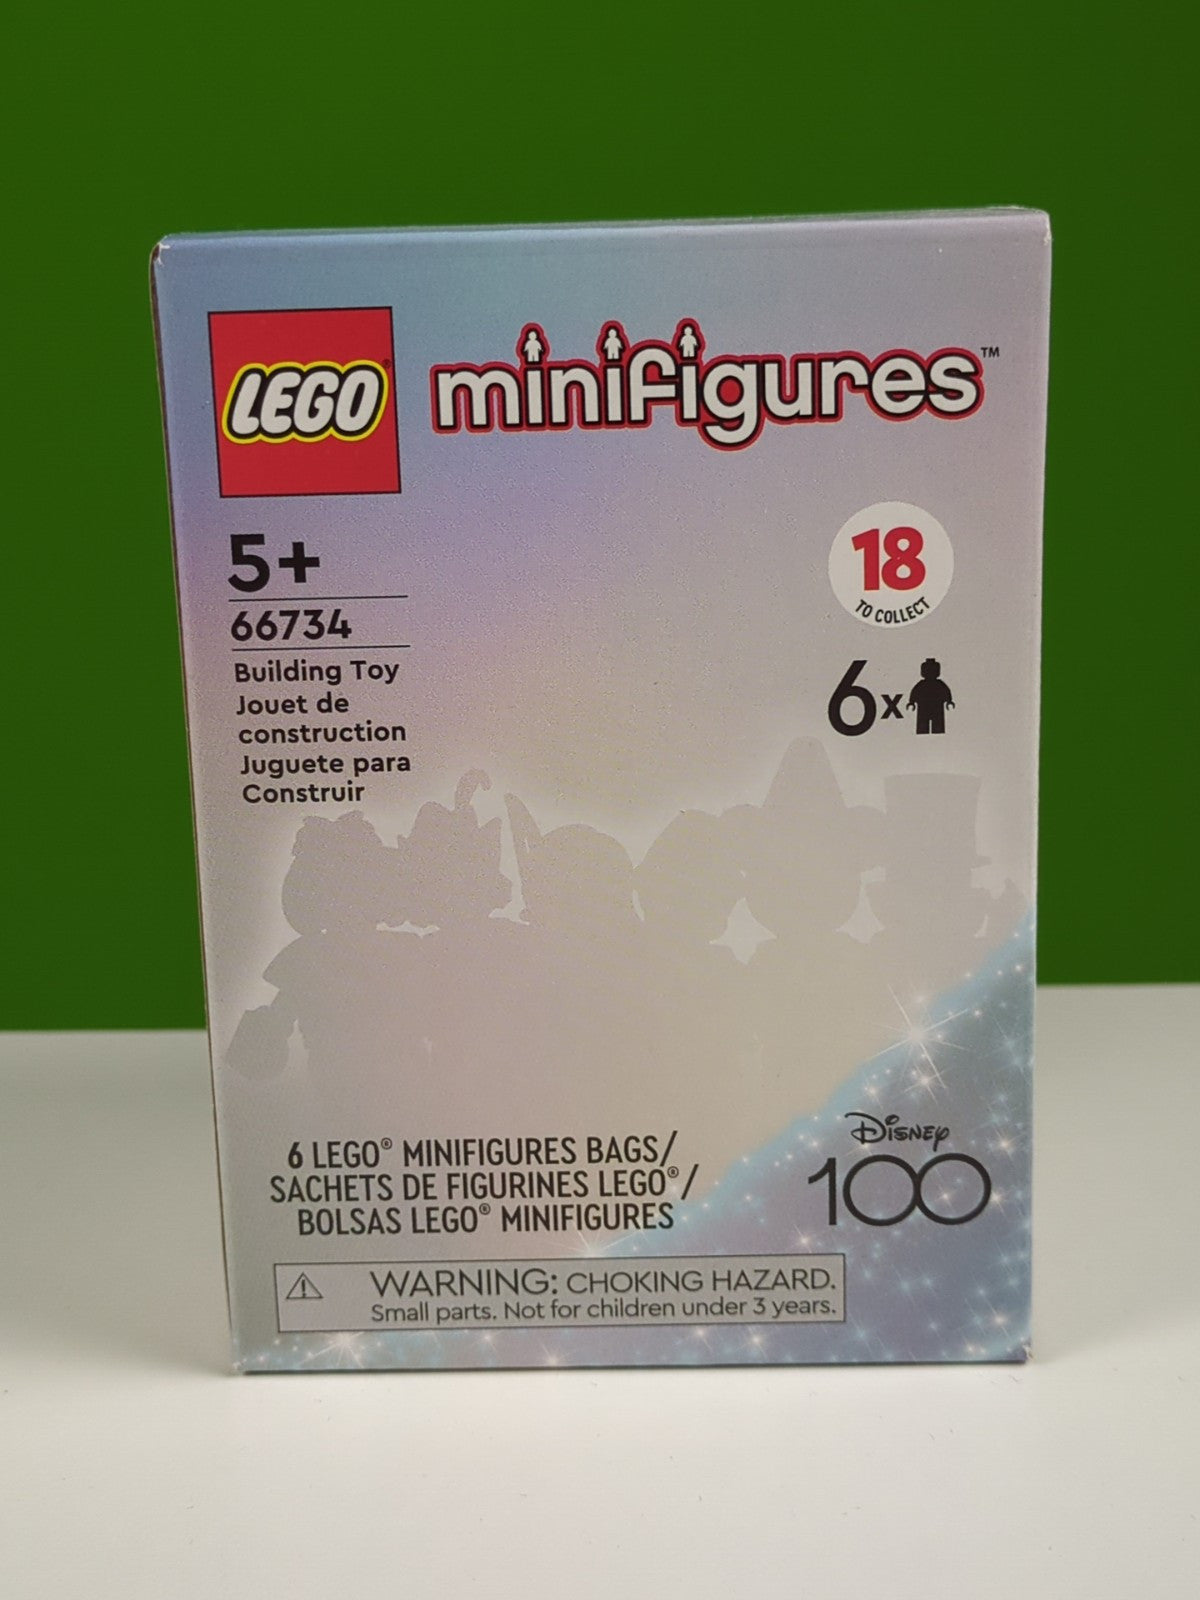 LEGO®
minifigures™
5+
66734
Building Toy
Jouet de
construction
Juguete para
Construir
18
TO COLLECT
6x
6 LEGO® MINIFIGURES BAGS/
SACHETS DE FIGURINES LEGO®/
BOLSAS LEGO® MINIFIGURES
Disney
100
WARNING: CHOKING HAZARD.
Small parts. Not for children under 3 years.